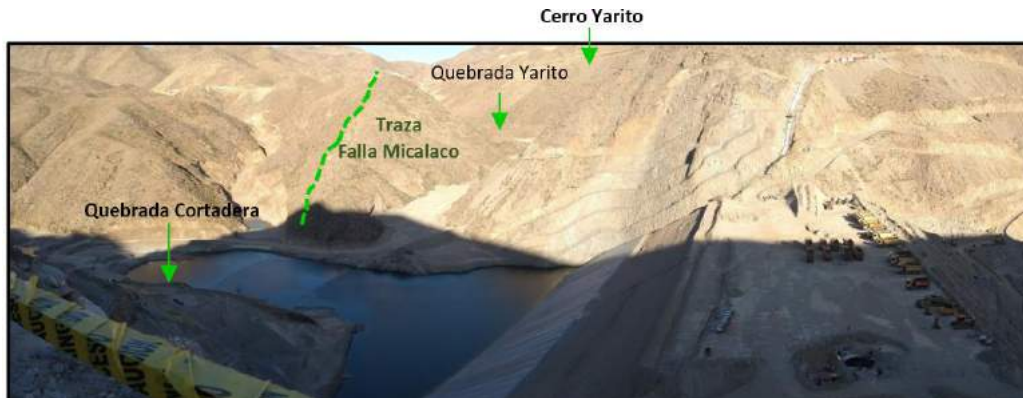 Cerro Yarito
Quebrada Yarito
Traza
Falla Micalaco
Quebrada Cortadera